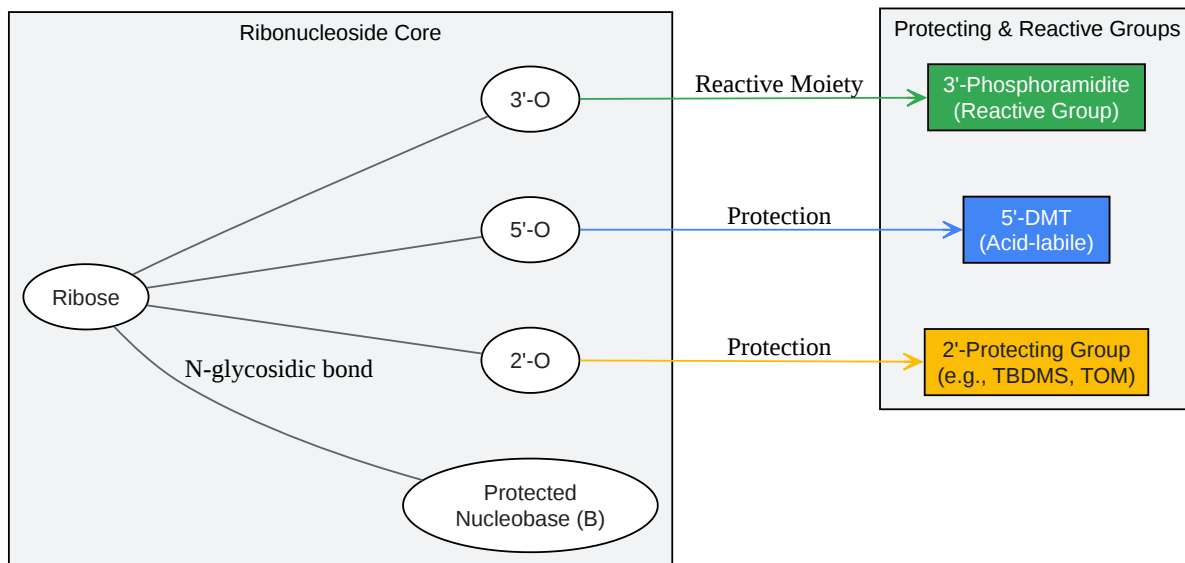 Ribonucleoside Core
Protecting & Reactive Groups
3'-O
Reactive Moiety
3'-Phosphoramidite
(Reactive Group)
5'-O
Protection
5'-DMT
(Acid-labile)
Ribose
2'-O
Protection
2'-Protecting Group
(e.g., TBDMS, TOM)
N-glycosidic bond
Protected
Nucleobase (B)